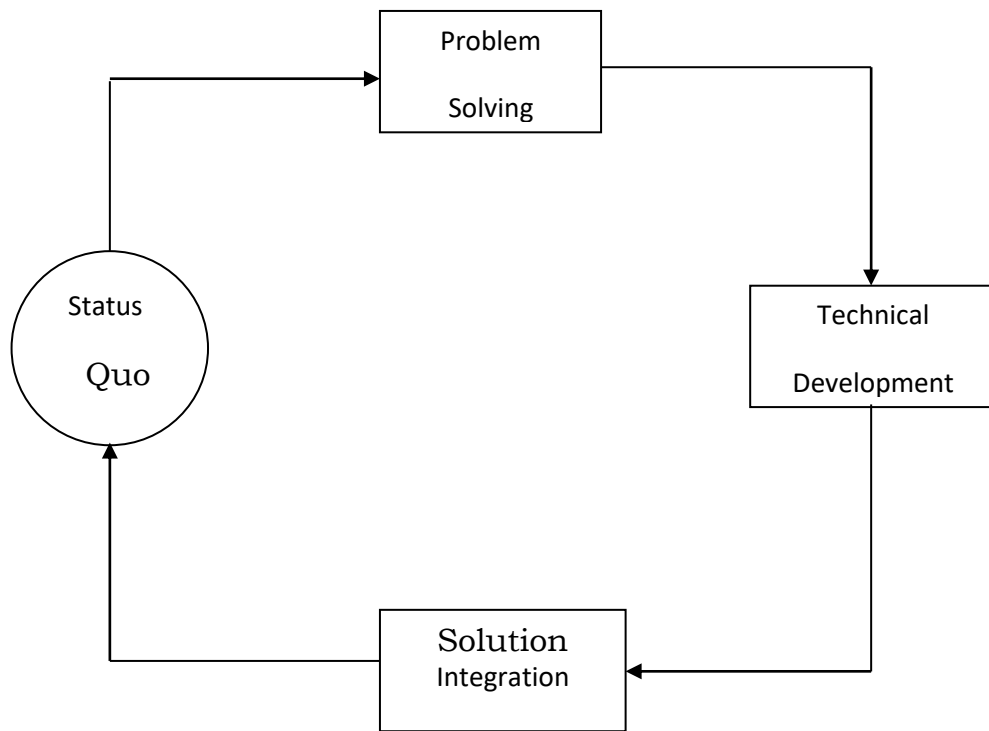 Problem
Solving
Status
Quo
Technical
Development
Solution
Integration